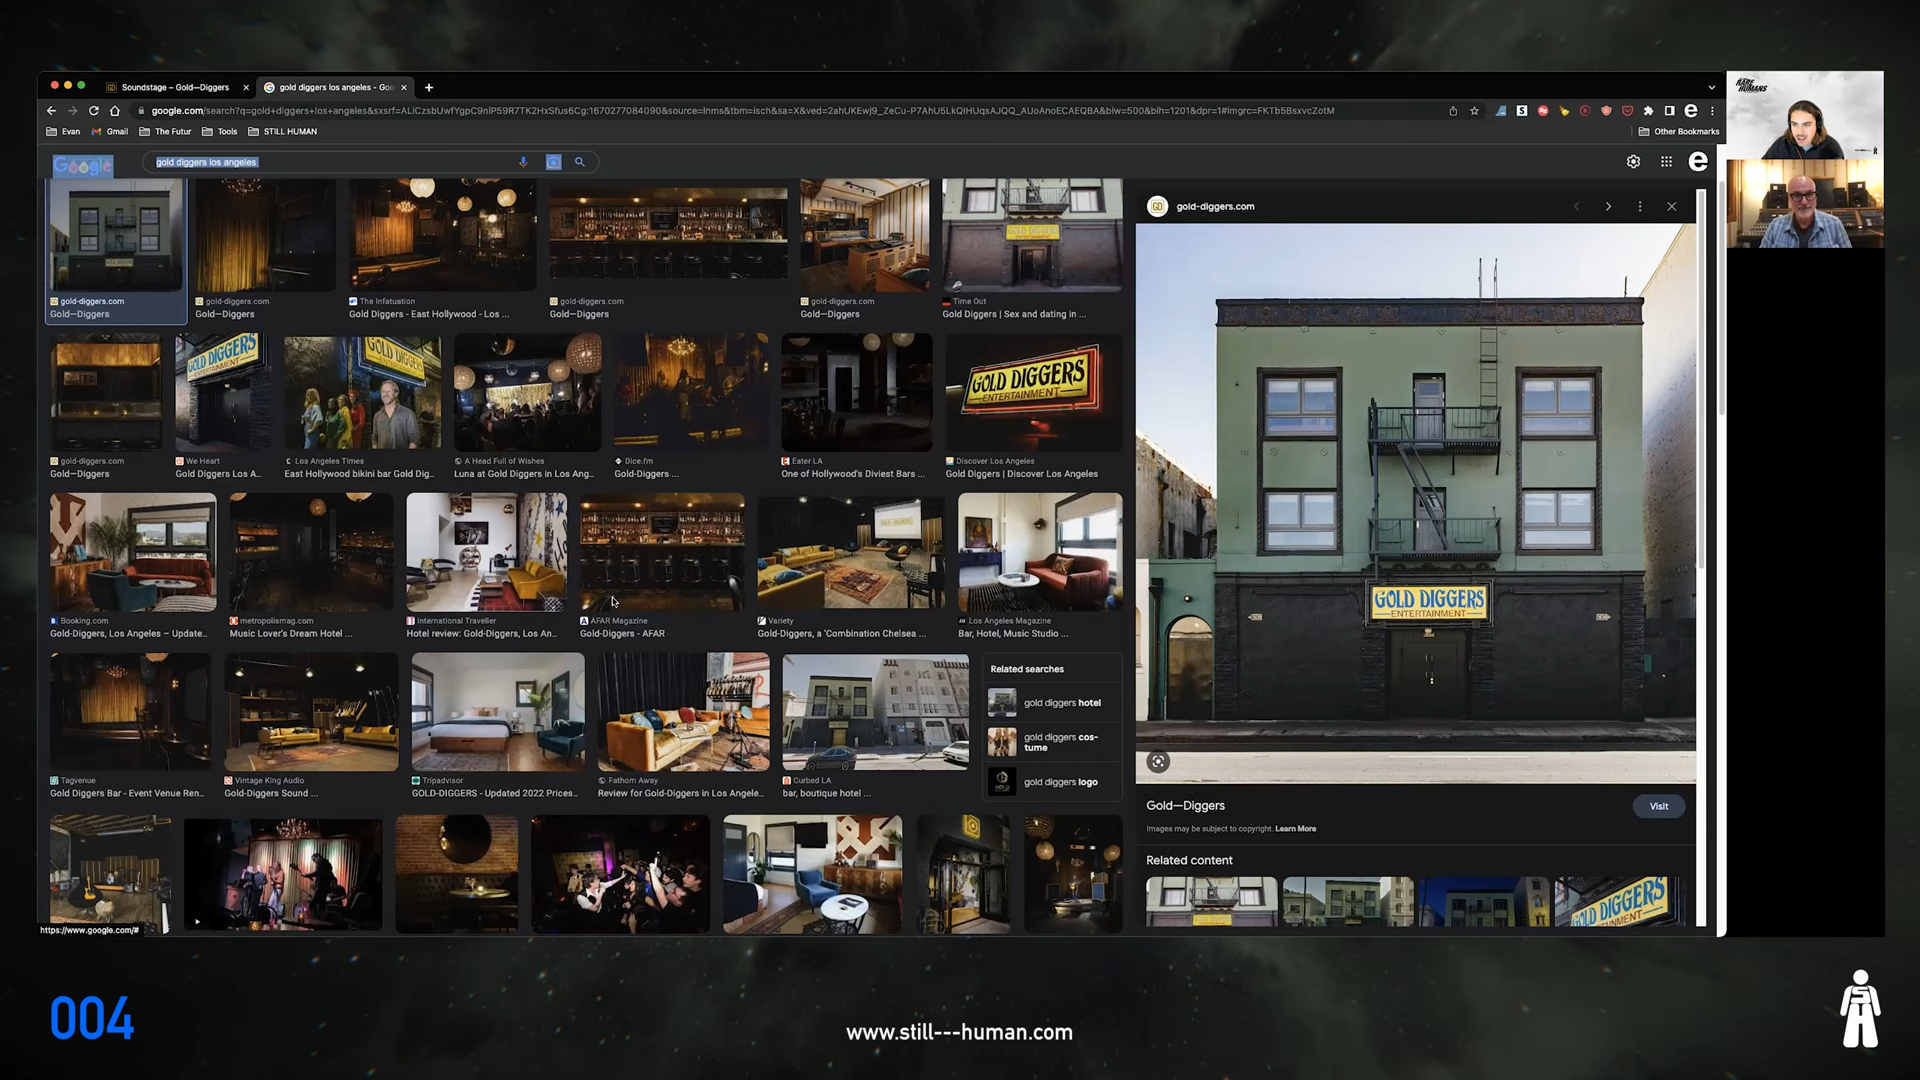 Soundstage – Gold—Diggers
gold diggers los angeles - Goo
Evan
Gmail
The Futur
Tools
STILL HUMAN
Other Bookmarks
Google
gold diggers los angeles
gold-diggers.com
Gold—Diggers
gold-diggers.com
Gold—Diggers
The Infatuation
Gold Diggers - East Hollywood - Los ...
gold-diggers.com
Gold—Diggers
gold-diggers.com
Gold—Diggers
Time Out
Gold Diggers | Sex and dating in ...
GOLD DIGGERS
ENTERTAINMENT
GOLD DIGGERS
GOLD DIGGERS
ENTERTAINMENT
gold-diggers.com
Gold—Diggers
We Heart
Gold Diggers Los A...
Los Angeles Times
East Hollywood bikini bar Gold Dig...
A Head Full of Wishes
Luna at Gold Diggers in Los Ang...
Dice.fm
Gold-Diggers ...
Eater LA
One of Hollywood's Diviest Bars ...
Discover Los Angeles
Gold Diggers | Discover Los Angeles
Booking.com
Gold-Diggers, Los Angeles – Update...
metropolismag.com
Music Lover's Dream Hotel ...
International Traveller
Hotel review: Gold-Diggers, Los An...
AFAR Magazine
Gold-Diggers - AFAR
Variety
Gold-Diggers, a 'Combination Chelsea ...
Los Angeles Magazine
Bar, Hotel, Music Studio ...
Tagvenue
Gold Diggers Bar - Event Venue Ren...
Vintage King Audio
Gold-Diggers Sound ...
Tripadvisor
GOLD-DIGGERS - Updated 2022 Prices...
Fathom Away
Review for Gold-Diggers in Los Angele...
Curbed LA
bar, boutique hotel ...
Related searches
gold diggers hotel
gold diggers cos-
tume
gold diggers logo
https://www.google.com/#
GD
gold-diggers.com
GOLD DIGGERS
ENTERTAINMENT
Gold—Diggers
Visit
Images may be subject to copyright. Learn More
Related content
GOLD DIGGERS
RARE
HUMANS
004
www.still---human.com